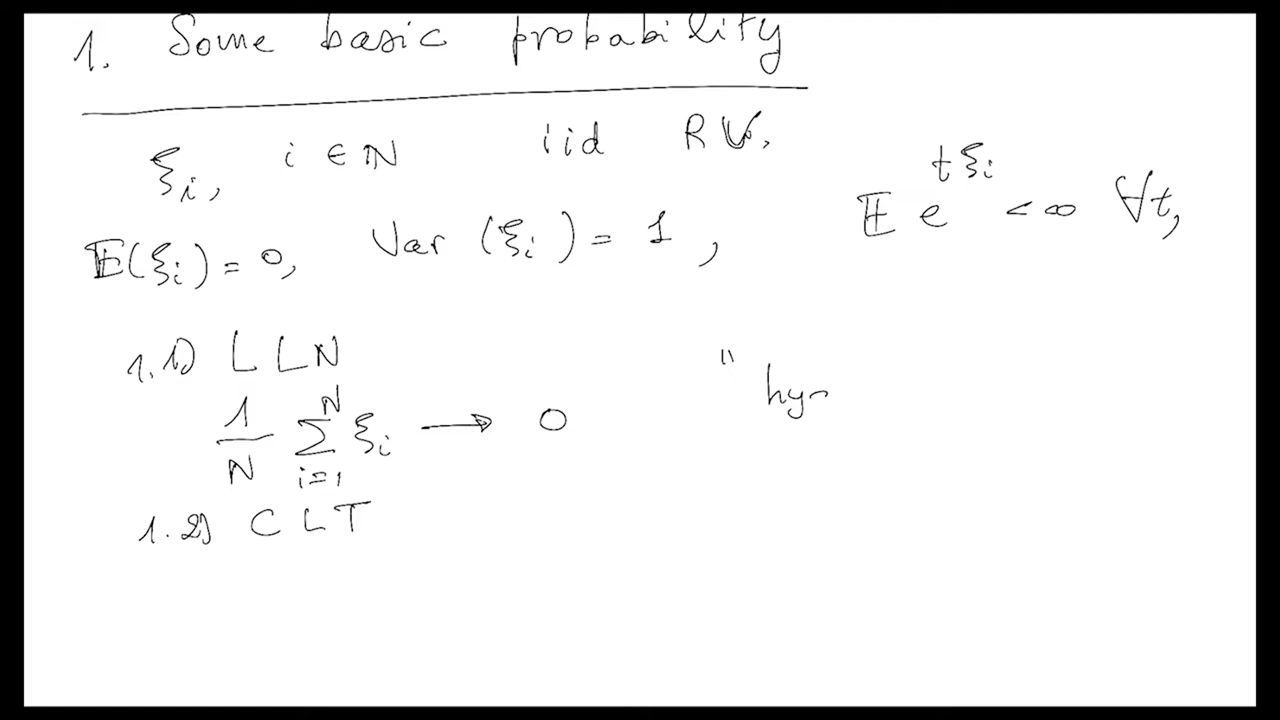 1. Some basic probability
ξ_i, i ∈ ℕ iid RV.
𝔼(ξ_i) = 0, Var (ξ_i) = 1, 𝔼 e^{tξ_i} < ∞ ∀t,
1.1) LLN
" hy
1/N ∑_{i=1}^{N} ξ_i → 0
1.2) CLT